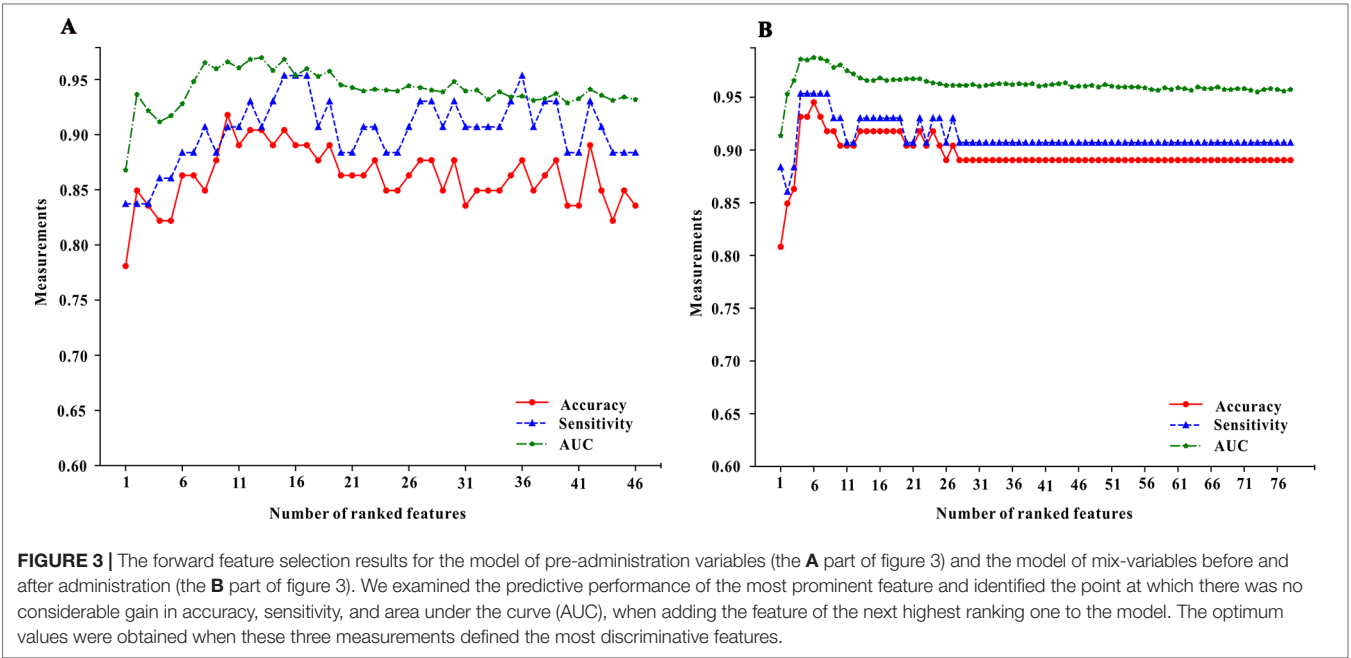 A
0.95
0.90
0.85
0.80
0.75
0.70
0.65
0.60
Measurements
Accuracy
Sensitivity
AUC
1 6 11 16 21 26 31 36 41 46
Number of ranked features
B
0.95
0.90
0.85
0.80
0.75
0.70
0.65
0.60
Measurements
Accuracy
Sensitivity
AUC
1 6 11 16 21 26 31 36 41 46 51 56 61 66 71 76
Number of ranked features
FIGURE 3 | The forward feature selection results for the model of pre-administration variables (the A part of figure 3) and the model of mix-variables before and
after administration (the B part of figure 3). We examined the predictive performance of the most prominent feature and identified the point at which there was no
considerable gain in accuracy, sensitivity, and area under the curve (AUC), when adding the feature of the next highest ranking one to the model. The optimum
values were obtained when these three measurements defined the most discriminative features.